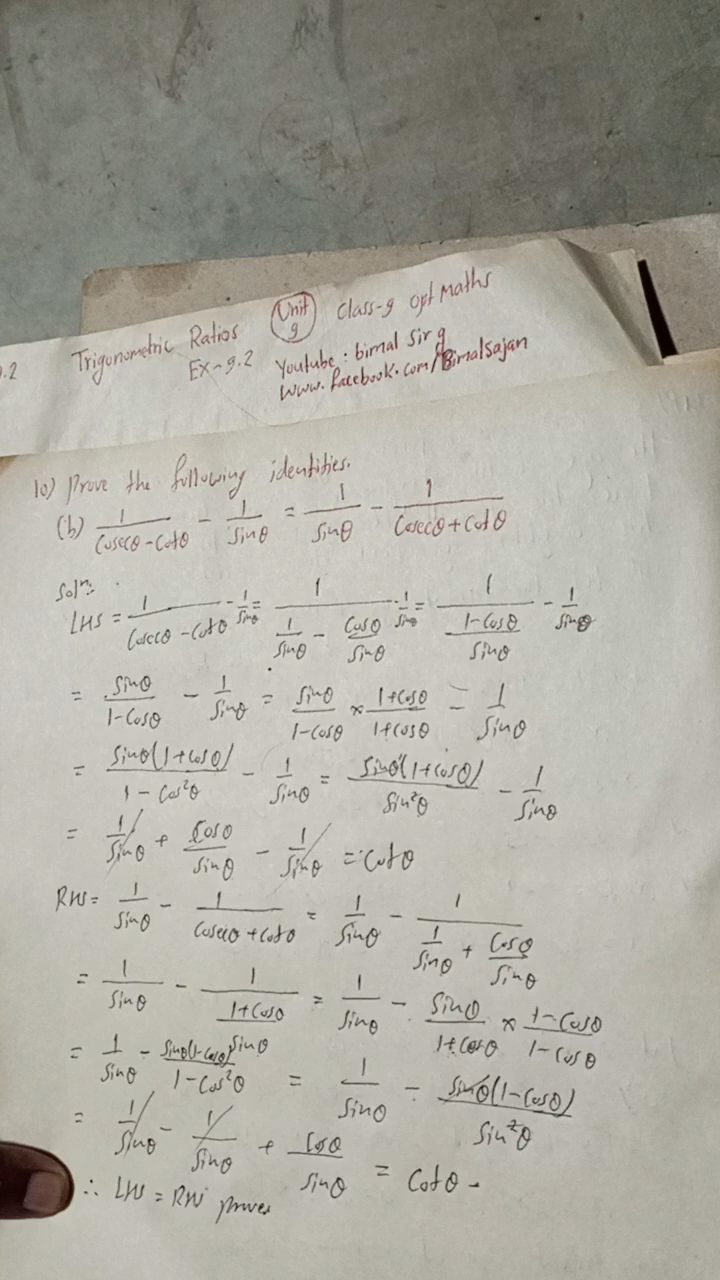 .2 Trigonometric Ratios Unit 9 Class-9 opt maths
Ex-9.2 Youtube : bimal Sir g
www.facebook.com/BimalSajan
10) Prove the following identities.
(b) 1/(Cosecθ - Cotθ) - 1/Sinθ = 1/Sinθ - 1/(Cosecθ + Cotθ)
Solⁿ:
LHS = 1/(Cosecθ - Cotθ) - 1/Sinθ = 1/(1/Sinθ - Cosθ/Sinθ) - 1/Sinθ = 1/((1-Cosθ)/Sinθ) - 1/Sinθ
= Sinθ/(1-Cosθ) - 1/Sinθ = Sinθ/(1-Cosθ) × (1+Cosθ)/(1+Cosθ) - 1/Sinθ
= Sinθ(1+Cosθ)/(1 - Cos²θ) - 1/Sinθ = Sinθ(1+Cosθ)/Sin²θ - 1/Sinθ
= 1/Sinθ + Cosθ/Sinθ - 1/Sinθ = Cotθ
RHS = 1/Sinθ - 1/(Cosecθ + Cotθ) = 1/Sinθ - 1/(1/Sinθ + Cosθ/Sinθ)
= 1/Sinθ - 1/((1+Cosθ)/Sinθ) = 1/Sinθ - Sinθ/(1+Cosθ) × (1-Cosθ)/(1-Cosθ)
= 1/Sinθ - Sinθ(1-Cosθ)/(1-Cos²θ) = 1/Sinθ - Sinθ(1-Cosθ)/Sin²θ
= 1/Sinθ - 1/Sinθ + Cosθ/Sinθ = Cotθ -
∴ LHS = RHS